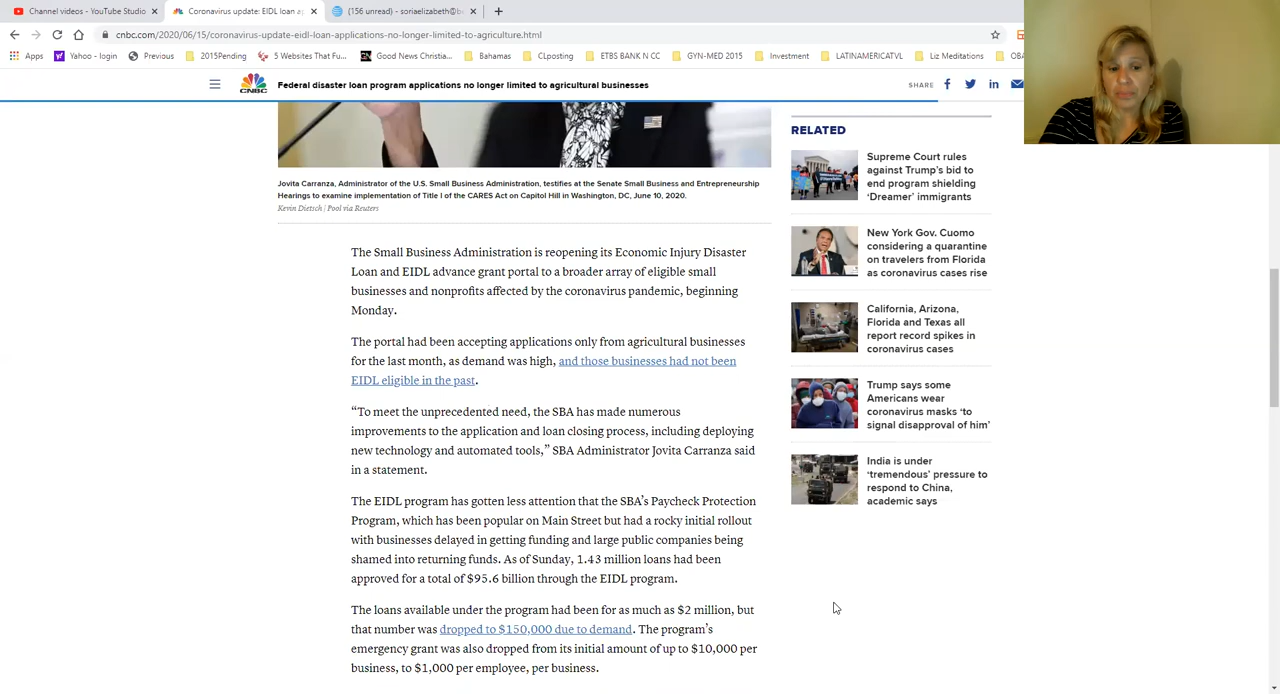 Channel videos - YouTube Studio
Coronavirus update: EIDL loan a
(156 unread) - soriaelizabeth@b
cnbc.com/2020/06/15/coronavirus-update-eidl-loan-applications-no-longer-limited-to-agriculture.html
Apps Yahoo - login Previous 2015Pending 5 Websites That Fu... Good News Christia... Bahamas CLposting ETBS BANK N CC GYN-MED 2015 Investment LATINAMERICATVL Liz Meditations OBA
CNBC
Federal disaster loan program applications no longer limited to agricultural businesses
SHARE
Jovita Carranza, Administrator of the U.S. Small Business Administration, testifies at the Senate Small Business and Entrepreneurship
Hearings to examine implementation of Title I of the CARES Act on Capitol Hill in Washington, DC, June 10, 2020.
Kevin Dietsch | Pool via Reuters
The Small Business Administration is reopening its Economic Injury Disaster
Loan and EIDL advance grant portal to a broader array of eligible small
businesses and nonprofits affected by the coronavirus pandemic, beginning
Monday.
The portal had been accepting applications only from agricultural businesses
for the last month, as demand was high, and those businesses had not been
EIDL eligible in the past.
“To meet the unprecedented need, the SBA has made numerous
improvements to the application and loan closing process, including deploying
new technology and automated tools,” SBA Administrator Jovita Carranza said
in a statement.
The EIDL program has gotten less attention that the SBA’s Paycheck Protection
Program, which has been popular on Main Street but had a rocky initial rollout
with businesses delayed in getting funding and large public companies being
shamed into returning funds. As of Sunday, 1.43 million loans had been
approved for a total of $95.6 billion through the EIDL program.
The loans available under the program had been for as much as $2 million, but
that number was dropped to $150,000 due to demand. The program’s
emergency grant was also dropped from its initial amount of up to $10,000 per
business, to $1,000 per employee, per business.
RELATED
Supreme Court rules
against Trump’s bid to
end program shielding
‘Dreamer’ immigrants
New York Gov. Cuomo
considering a quarantine
on travelers from Florida
as coronavirus cases rise
California, Arizona,
Florida and Texas all
report record spikes in
coronavirus cases
Trump says some
Americans wear
coronavirus masks ‘to
signal disapproval of him’
India is under
‘tremendous’ pressure to
respond to China,
academic says